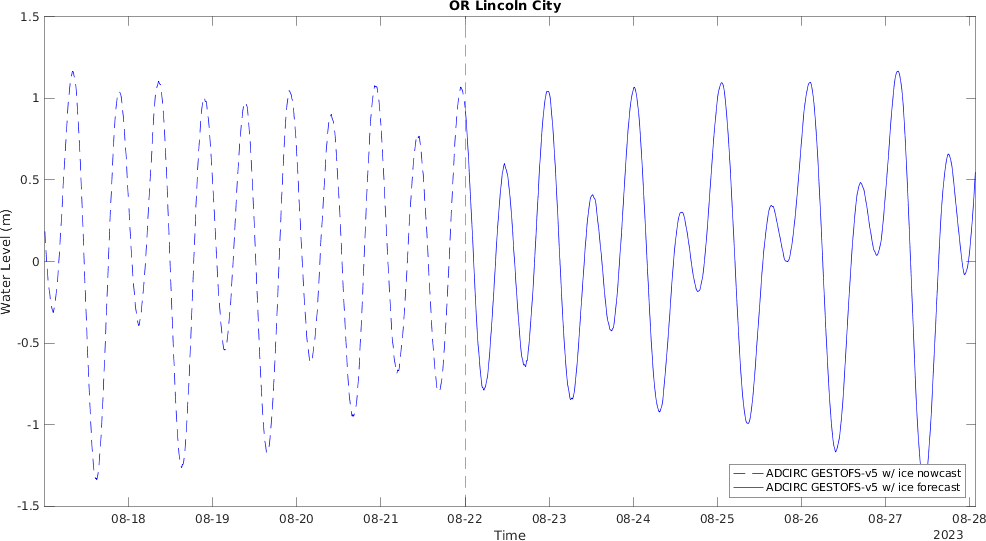 OR Lincoln City
1.5
1
0.5
0
-0.5
-1
-1.5
Water Level (m)
08-18 08-19 08-20 08-21 08-22 08-23 08-24 08-25 08-26 08-27 08-28
Time
2023
ADCIRC GESTOFS-v5 w/ ice nowcast
ADCIRC GESTOFS-v5 w/ ice forecast